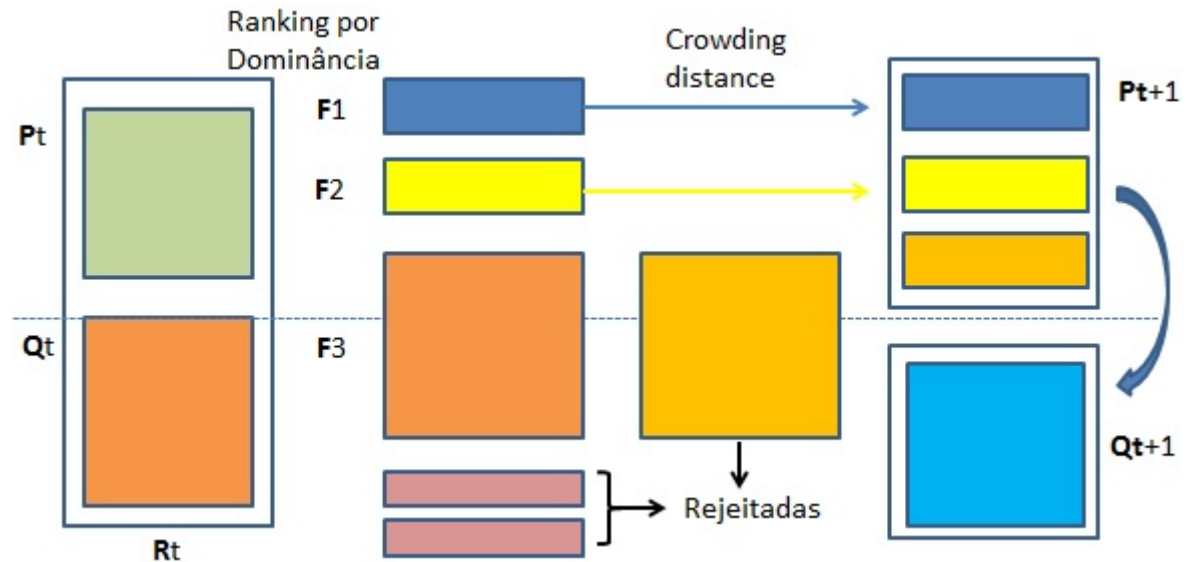 Ranking por
Dominância
Crowding
distance
Pt
F1
Pt+1
F2
Qt
F3
Qt+1
Rejeitadas
Rt